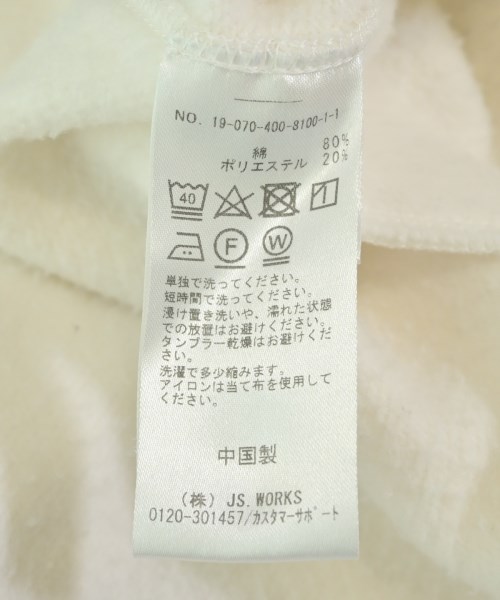 NO. 19-070-400-8100-1-1
綿 80%
ポリエステル 20%
40
F W
単独で洗ってください。
短時間で洗ってください。
浸け置き洗いや、濡れた状態
での放置はお避けください。
タンブラー乾燥はお避けくだ
さい。
洗濯で多少縮みます。
アイロンは当て布を使用して
ください。
中国製
(株) JS.WORKS
0120-301457/カスタマーサポート